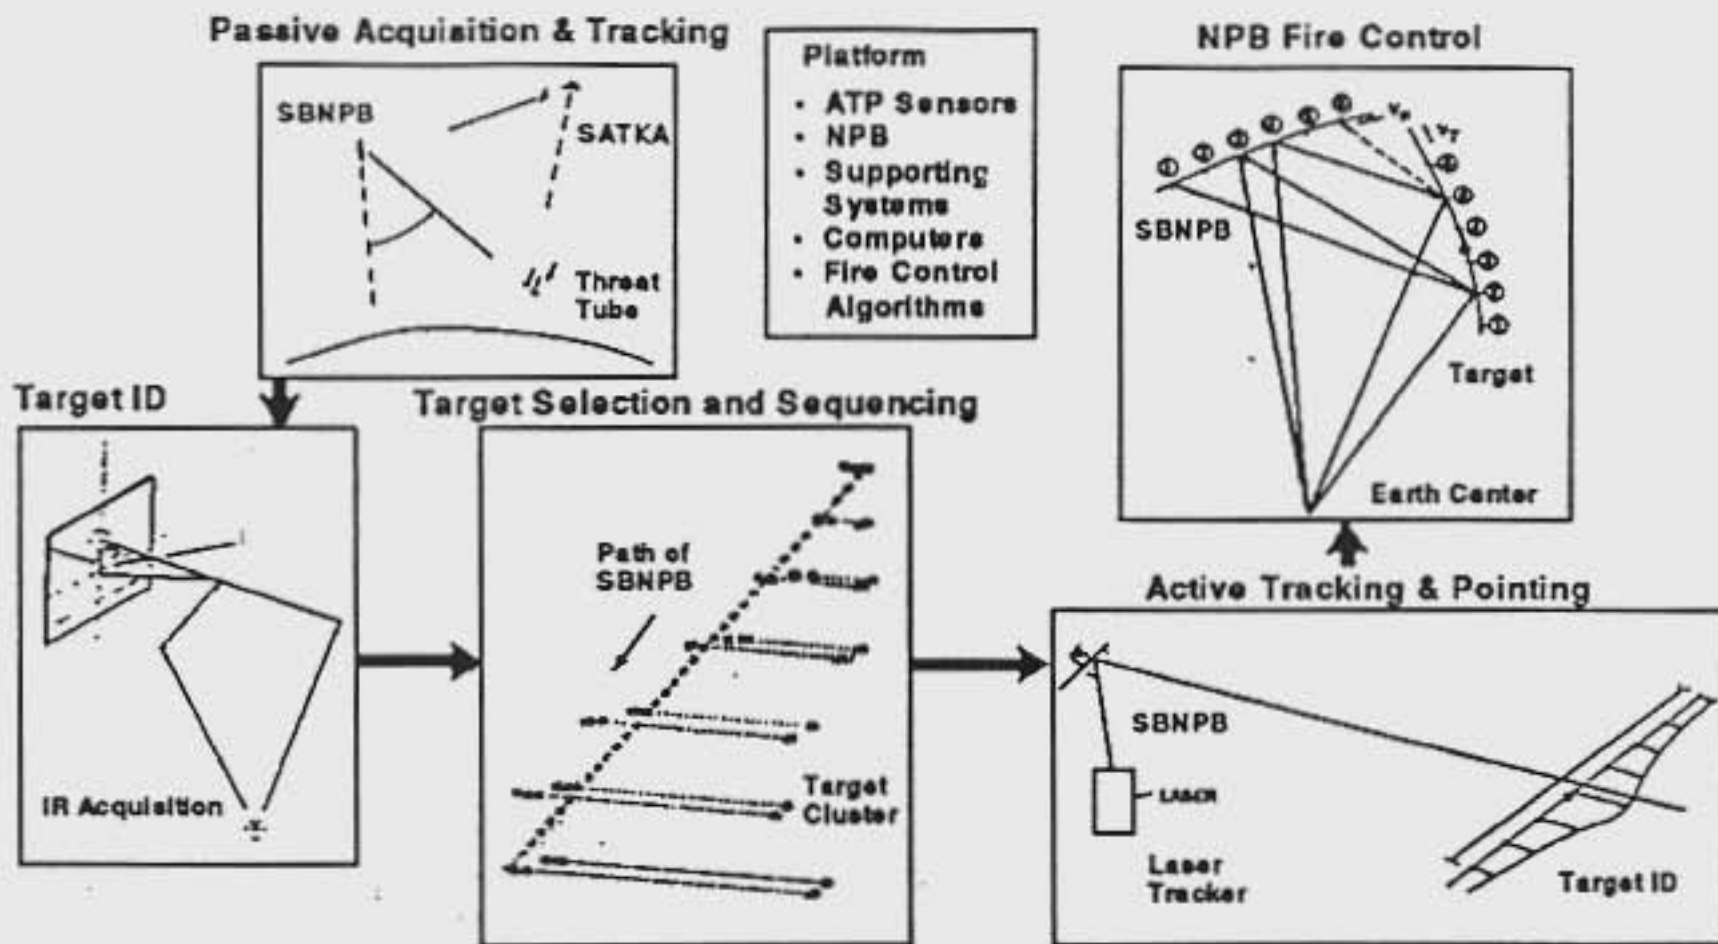 Passive Acquisition & Tracking
SBNPB
SATKA
Threat
Tube
Platform
• ATP Sensors
• NPB
• Supporting
Systems
• Computers
• Fire Control
Algorithms
NPB Fire Control
SBNPB
Target
Earth Center
Target ID
IR Acquisition
Target Selection and Sequencing
Path of
SBNPB
Target
Cluster
Active Tracking & Pointing
SBNPB
LASER
Laser
Tracker
Target ID